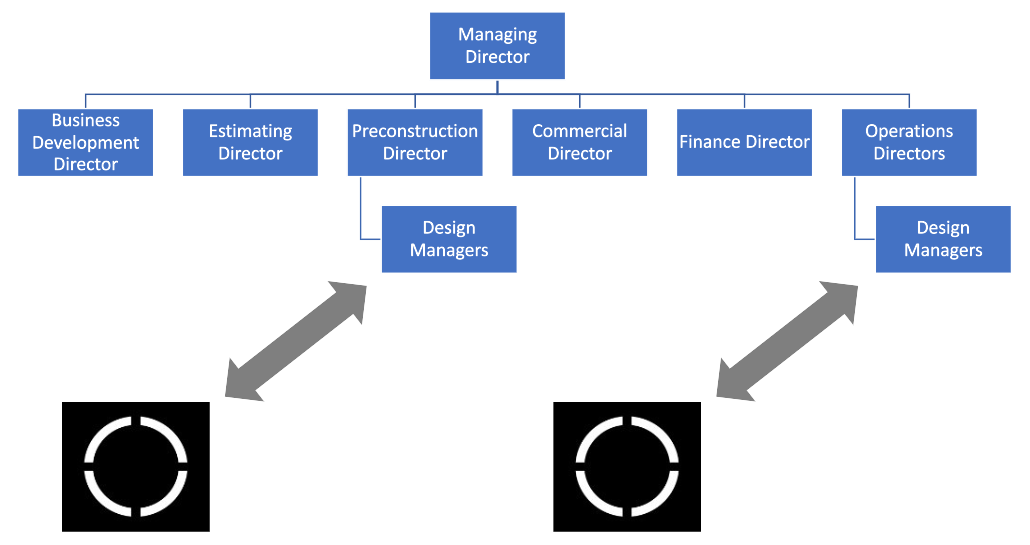 Managing
Director
Business
Development
Director
Estimating
Director
Preconstruction
Director
Commercial
Director
Finance Director
Operations
Directors
Design
Managers
Design
Managers